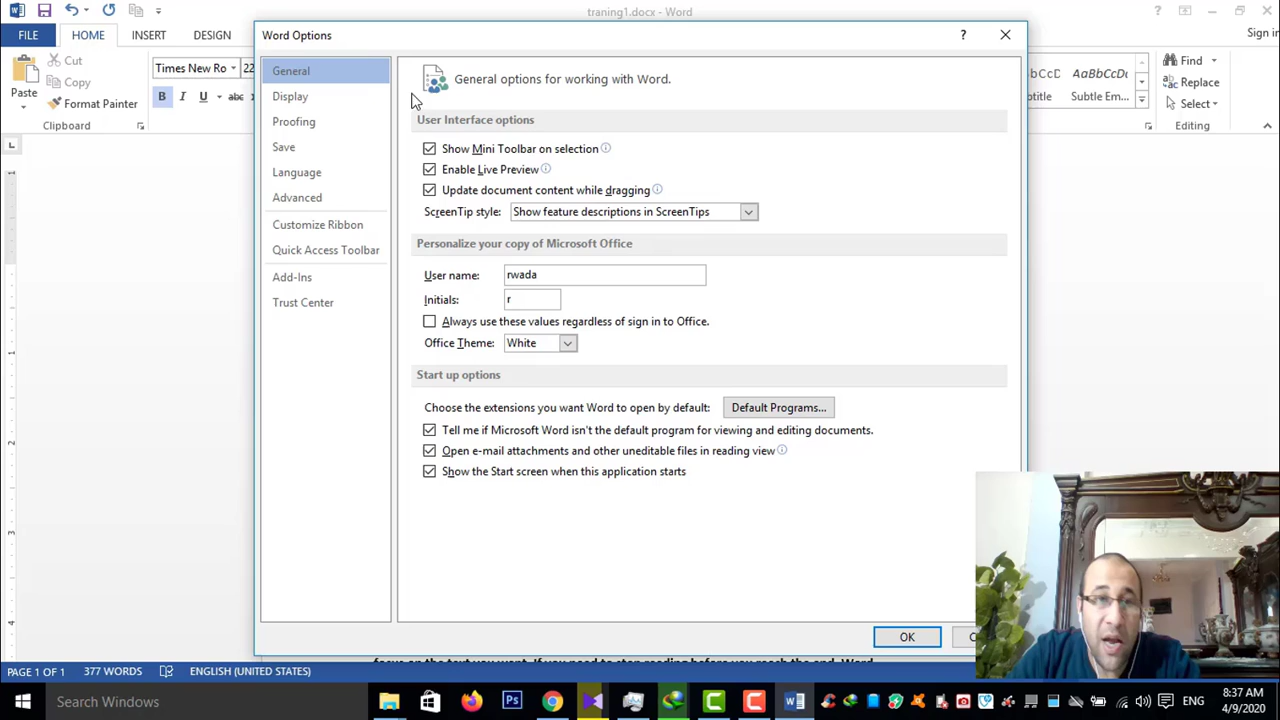 traning1.docx - Word
FILE HOME INSERT DESIGN
Sign in
Paste
Cut
Copy
Format Painter
Clipboard
Times New Ro 22
B I U abc
Subtitle
Subtle Em...
Find
Replace
Select
Editing
Word Options
General
Display
Proofing
Save
Language
Advanced
Customize Ribbon
Quick Access Toolbar
Add-Ins
Trust Center
General options for working with Word.
User Interface options
Show Mini Toolbar on selection
Enable Live Preview
Update document content while dragging
ScreenTip style: Show feature descriptions in ScreenTips
Personalize your copy of Microsoft Office
User name: rwada
Initials: r
Always use these values regardless of sign in to Office.
Office Theme: White
Start up options
Choose the extensions you want Word to open by default: Default Programs...
Tell me if Microsoft Word isn't the default program for viewing and editing documents.
Open e-mail attachments and other uneditable files in reading view
Show the Start screen when this application starts
OK
PAGE 1 OF 1 377 WORDS ENGLISH (UNITED STATES)
Search Windows
ENG
8:37 AM
4/9/2020